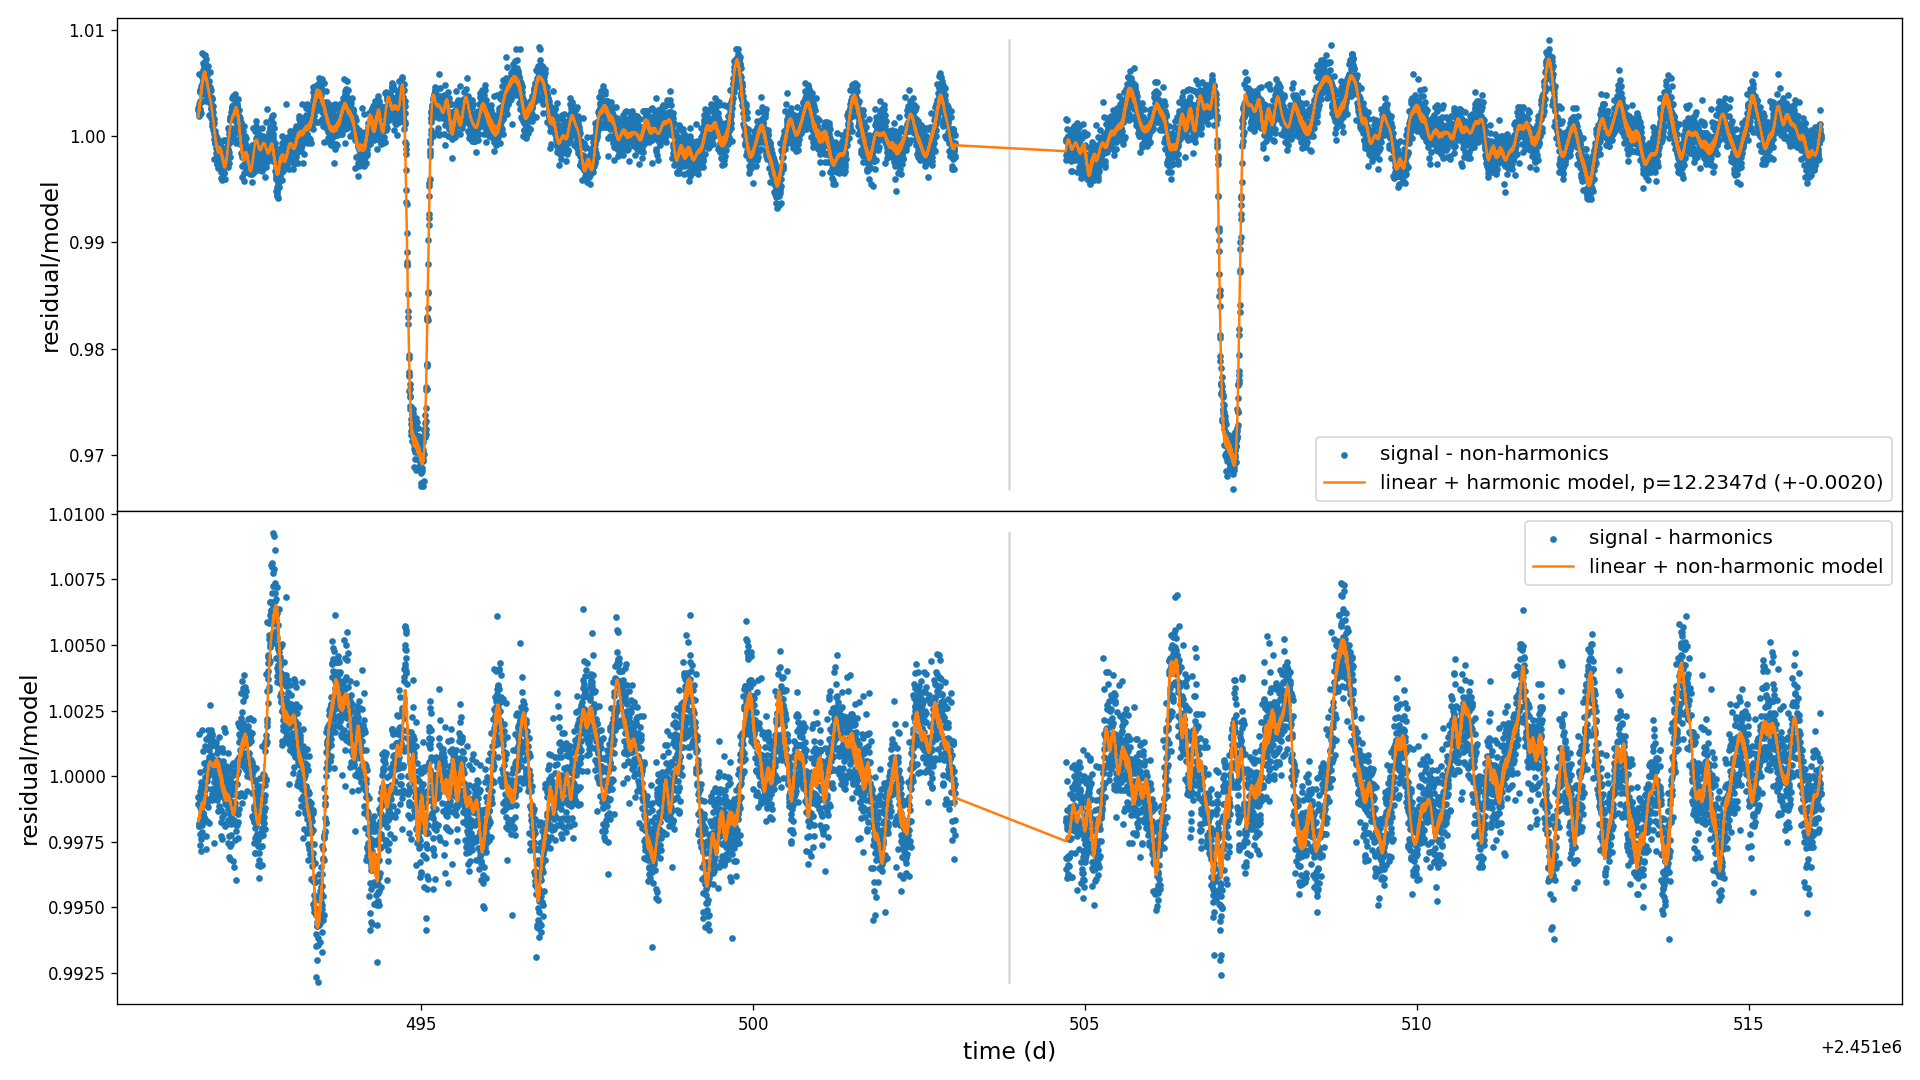 1.01
1.00
0.99
0.98
0.97
residual/model
signal - non-harmonics
linear + harmonic model, p=12.2347d (+-0.0020)
1.0100
1.0075
1.0050
1.0025
1.0000
0.9975
0.9950
0.9925
residual/model
signal - harmonics
linear + non-harmonic model
495
500
505
510
515
time (d)
+2.451e6